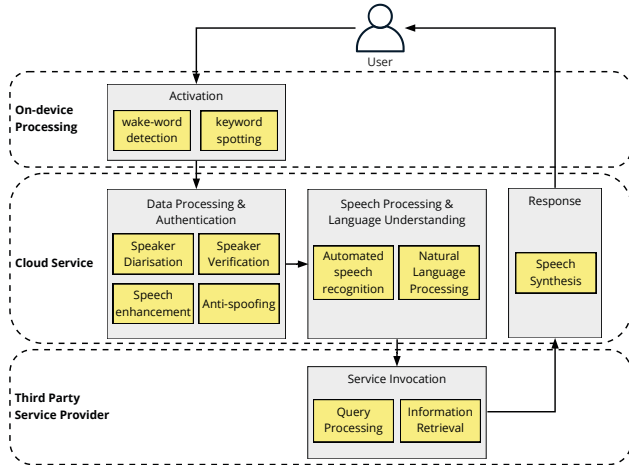 User
On-device
Processing
Activation
wake-word
detection
keyword
spotting
Cloud Service
Data Processing &
Authentication
Speaker
Diarisation
Speaker
Verification
Speech
enhancement
Anti-spoofing
Speech Processing &
Language Understanding
Automated
speech
recognition
Natural
Language
Processing
Response
Speech
Synthesis
Third Party
Service Provider
Service Invocation
Query
Processing
Information
Retrieval